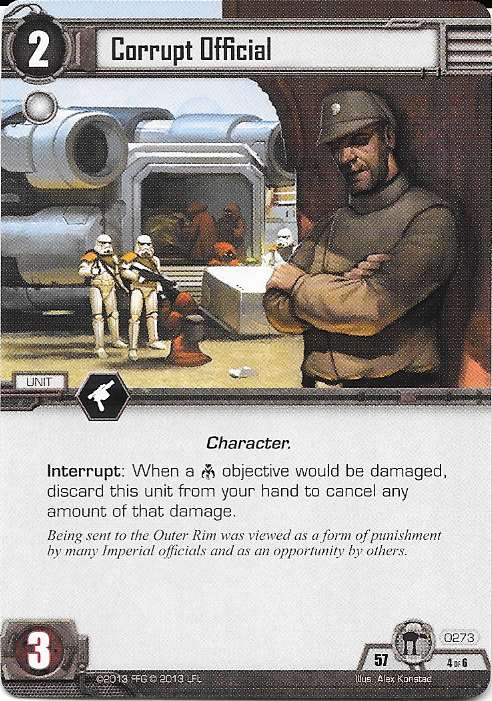 2
Corrupt Official
UNIT
Character.
Interrupt: When a objective would be damaged,
discard this unit from your hand to cancel any
amount of that damage.
Being sent to the Outer Rim was viewed as a form of punishment
by many Imperial officials and as an opportunity by others.
3
57
0273
4 OF 6
©2013 FFG © 2013 LFL
Illus. Alex Konstad